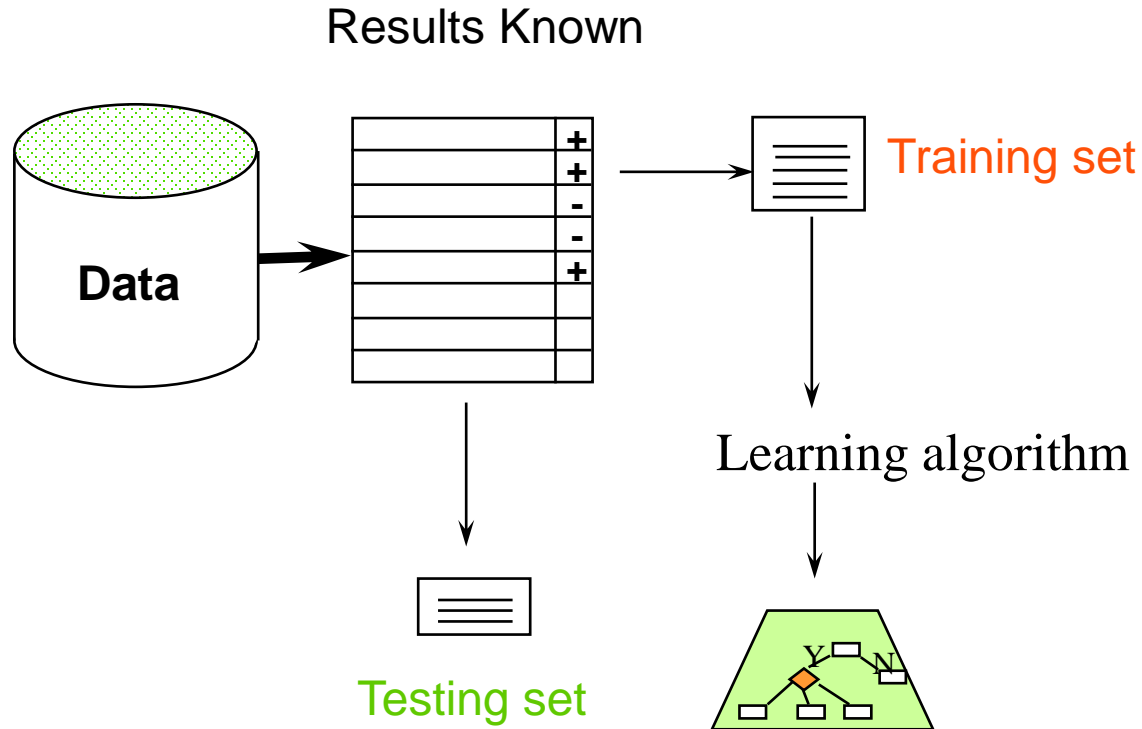 Results Known
+
+
-
-
+
Data
Training set
Learning algorithm
Y
N
Testing set